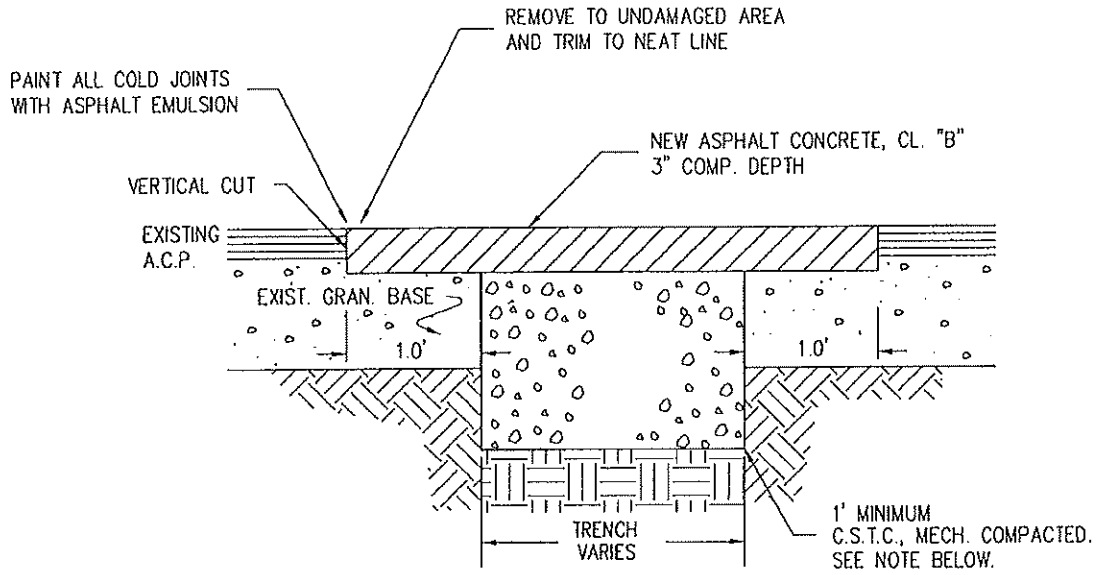 REMOVE TO UNDAMAGED AREA
AND TRIM TO NEAT LINE
PAINT ALL COLD JOINTS
WITH ASPHALT EMULSION
NEW ASPHALT CONCRETE, CL. "B"
3" COMP. DEPTH
VERTICAL CUT
EXISTING
A.C.P.
EXIST. GRAN. BASE
1.0'
1.0'
TRENCH
VARIES
1' MINIMUM
C.S.T.C., MECH. COMPACTED.
SEE NOTE BELOW.